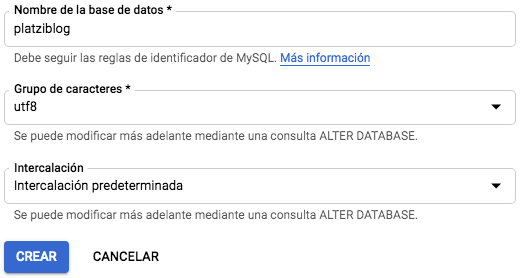 Nombre de la base de datos *
platziblog
Debe seguir las reglas de identificador de MySQL. Más información
Grupo de caracteres *
utf8
Se puede modificar más adelante mediante una consulta ALTER DATABASE.
Intercalación
Intercalación predeterminada
Se puede modificar más adelante mediante una consulta ALTER DATABASE.
CREAR CANCELAR